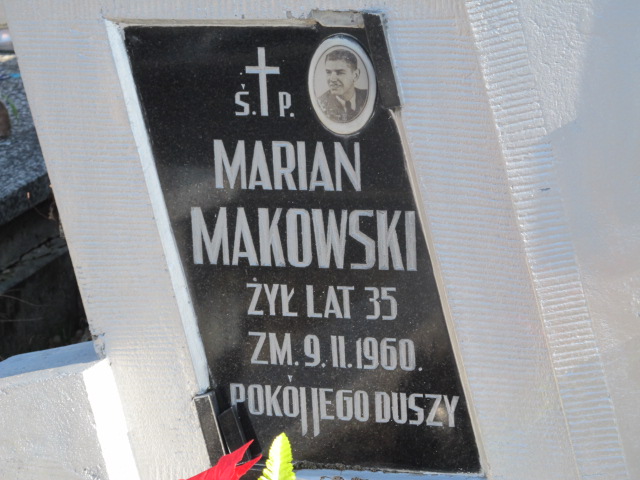 Ś.P.
MARIAN
MAKOWSKI
ŻYŁ LAT 35
ZM. 9.II.1960.
POKÓJ JEGO DUSZY